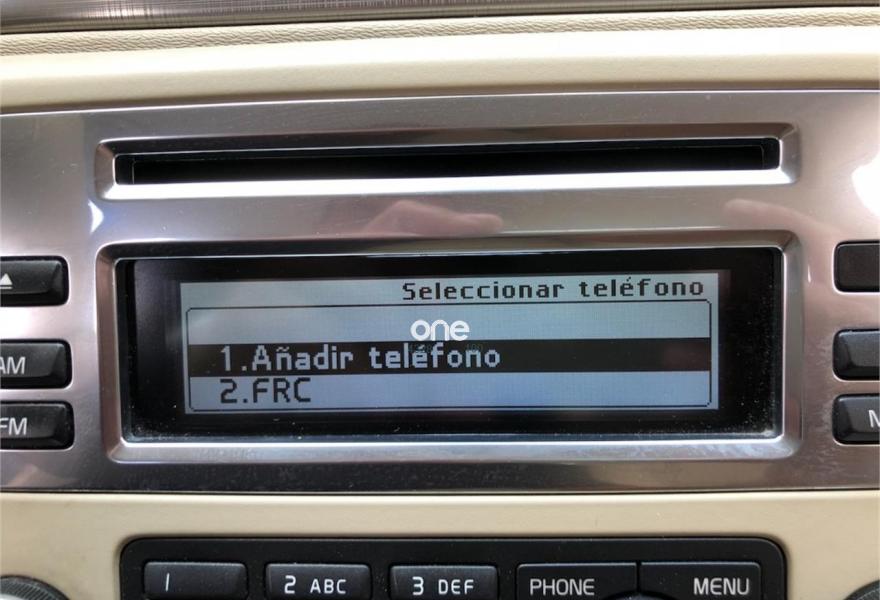 Seleccionar teléfono
one
1.Añadir teléfono
2.FRC
AM
FM
1
2 ABC
3 DEF
PHONE
MENU